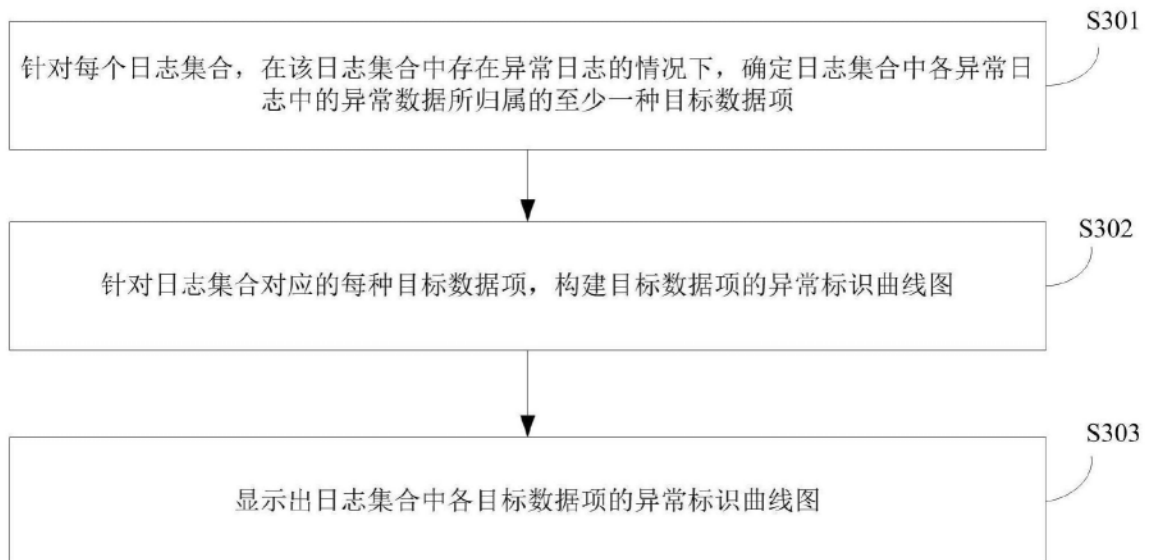 S301
针对每个日志集合，在该日志集合中存在异常日志的情况下，确定日志集合中各异常日
志中的异常数据所归属的至少一种目标数据项
S302
针对日志集合对应的每种目标数据项，构建目标数据项的异常标识曲线图
S303
显示出日志集合中各目标数据项的异常标识曲线图